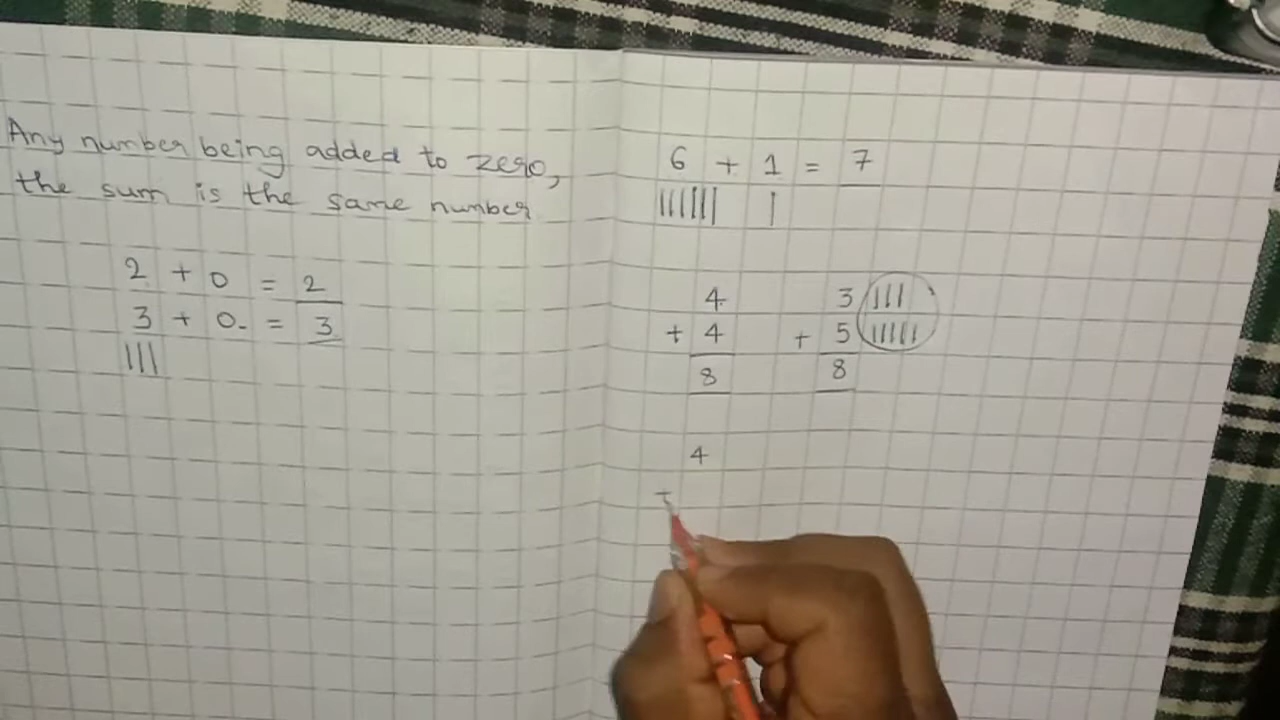 Any number being added to zero,
the sum is the same number
2 + 0 = 2
3 + 0 = 3
6 + 1 = 7
4
+ 4
8
3
+ 5
8
4
+